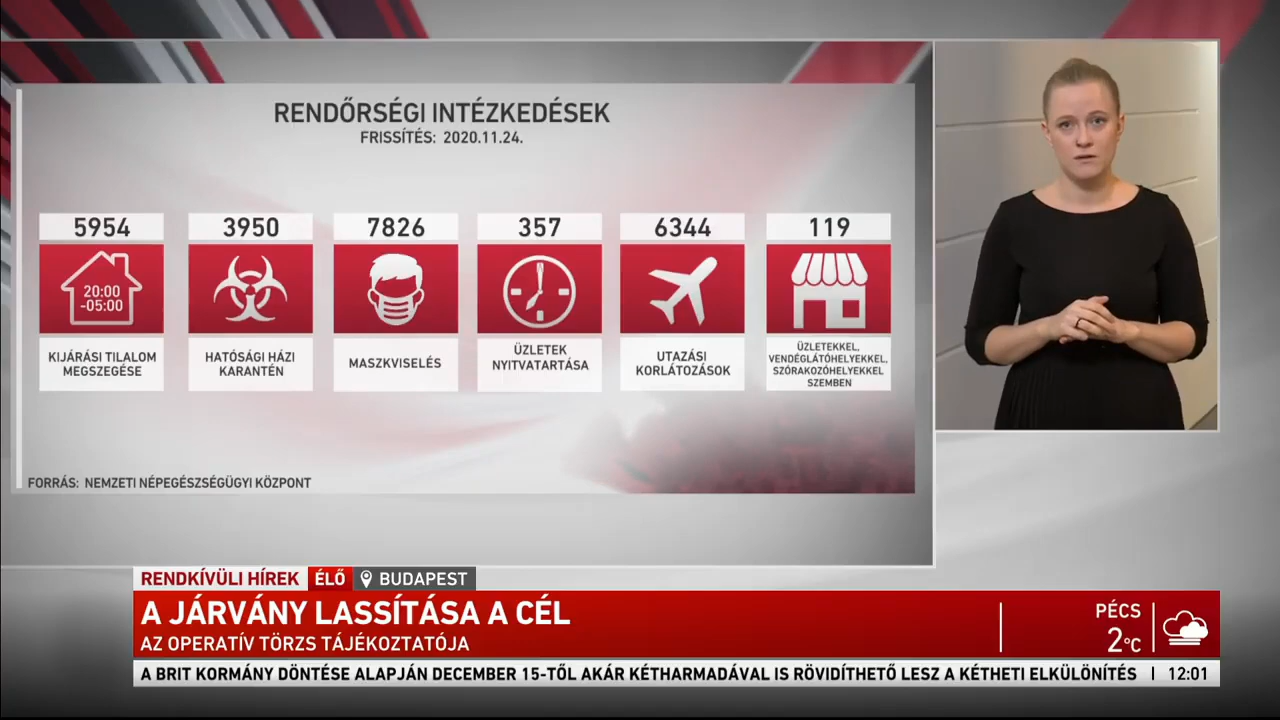 RENDŐRSÉGI INTÉZKEDÉSEK
FRISSÍTÉS: 2020.11.24.
5954
20:00
-05:00
KIJÁRÁSI TILALOM
MEGSZEGÉSE
3950
HATÓSÁGI HÁZI
KARANTÉN
7826
MASZKVISELÉS
357
ÜZLETEK
NYITVATARTÁSA
6344
UTAZÁSI
KORLÁTOZÁSOK
119
ÜZLETEKKEL,
VENDÉGLÁTÓHELYEKKEL,
SZÓRAKOZÓHELYEKKEL
SZEMBEN
FORRÁS: NEMZETI NÉPEGÉSZSÉGÜGYI KÖZPONT
RENDKÍVÜLI HÍREK ÉLŐ BUDAPEST
A JÁRVÁNY LASSÍTÁSA A CÉL
AZ OPERATÍV TÖRZS TÁJÉKOZTATÓJA
PÉCS
2°C
A BRIT KORMÁNY DÖNTÉSE ALAPJÁN DECEMBER 15-TŐL AKÁR KÉTHARMADÁVAL IS RÖVIDÍTHETŐ LESZ A KÉTHETI ELKÜLÖNÍTÉS 12:01